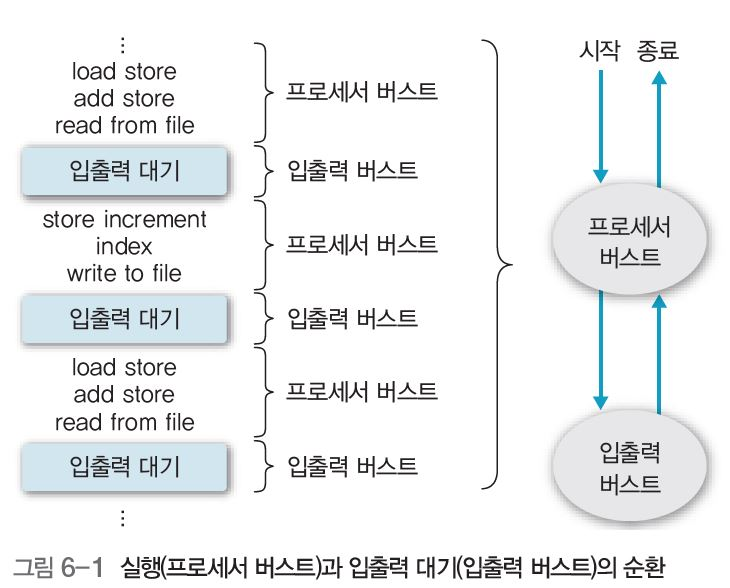 ⋮
load store
add store
read from file
프로세서 버스트
입출력 대기
입출력 버스트
store increment
index
write to file
프로세서 버스트
입출력 대기
입출력 버스트
load store
add store
read from file
프로세서 버스트
입출력 대기
입출력 버스트
⋮
시작 종료
프로세서
버스트
입출력
버스트
그림 6-1 실행(프로세서 버스트)과 입출력 대기(입출력 버스트)의 순환